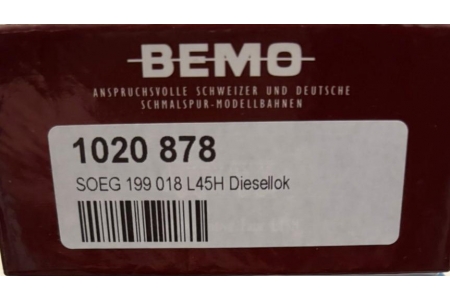 BEMO
ANSPRUCHSVOLLE SCHWEIZER UND DEUTSCHE
SCHMALSPUR-MODELLBAHNEN
1020 878
SOEG 199 018 L45H Diesellok